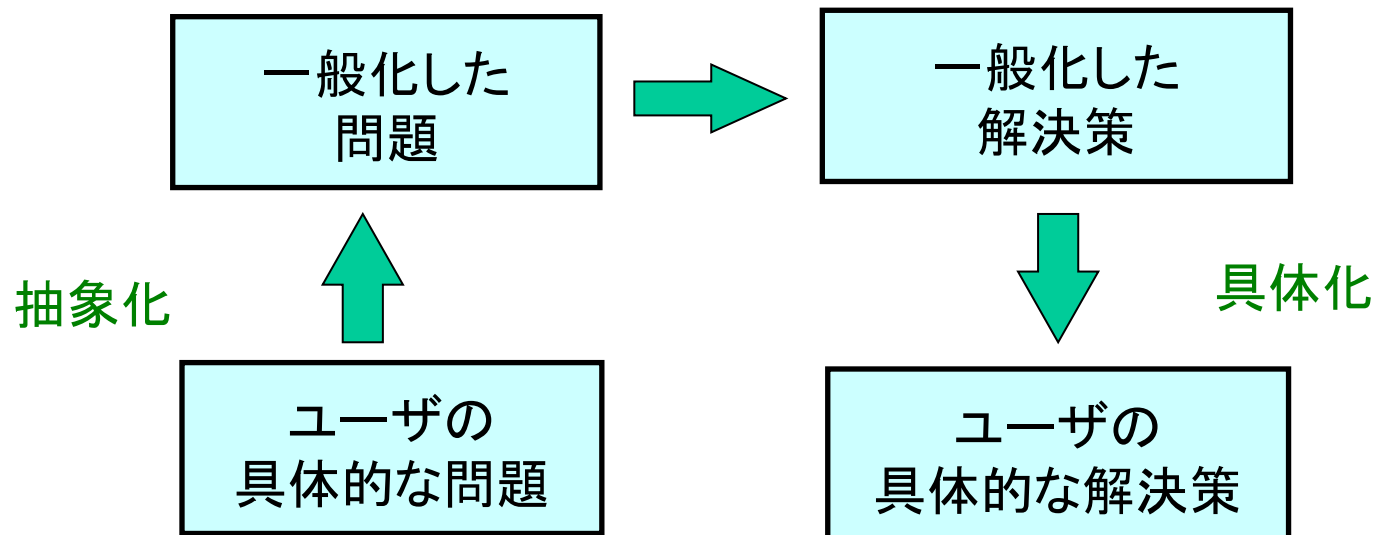 一般化した
問題
一般化した
解決策
抽象化
具体化
ユーザの
具体的な問題
ユーザの
具体的な解決策